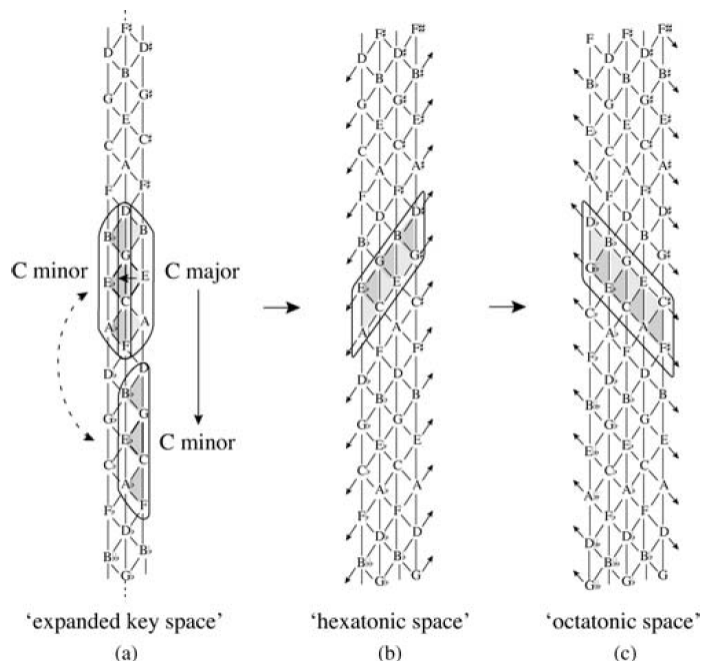 D
G
C
F
B♭
E♭
A♭
D♭
G♭
C♭
F♭
B♭♭
F♯
B
E
A
D
G
C
F
B♭
E♭
A♭
D♭
G♭
D♯
G♯
C♯
F♯
B
E
A
D
G
C
F
B♭
C minor
C major
C minor
'expanded key space'
(a)
D
G
C
F
B♭
E♭
A♭
D♭
G♭
C♭
F♭
B♭♭
F♯
B
E
A
D
G
C
F
B♭
E♭
A♭
D♭
G♭
D♯
G♯
C♯
F♯
B
E
A
D
G
C
F
B♭
F♯♯
B♯
E♯
A♯
D♯
G♯
C♯
F♯
B
E
A
D
G
'hexatonic space'
(b)
F
B♭
E♭
A♭
D♭
G♭
C♭
F♭
B♭♭
E♭♭
A♭♭
D♭♭
G♭♭
D
G
C
F
B♭
E♭
A♭
D♭
G♭
C♭
F♭
B♭♭
F♯
B
E
A
D
G
C
F
B♭
E♭
A♭
D♭
G♭
D♯
G♯
C♯
F♯
B
E
A
D
G
C
F
B♭
F♯♯
B♯
E♯
A♯
D♯
G♯
C♯
F♯
B
E
A
D
G
'octatonic space'
(c)